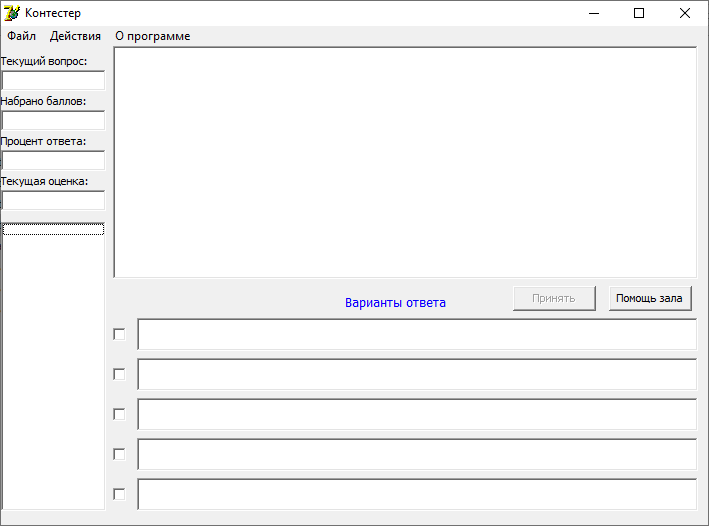 Контестер
Файл Действия О программе
Текущий вопрос:
Набрано баллов:
Процент ответа:
Текущая оценка:
Варианты ответа
Принять
Помощь зала